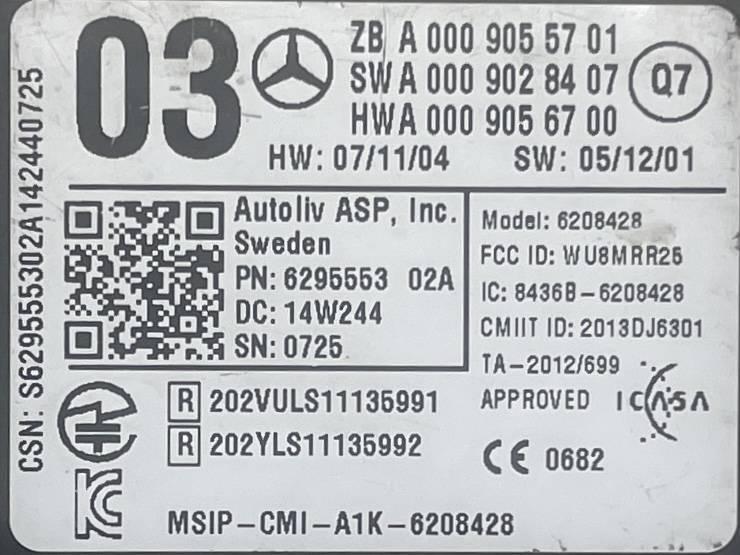 03
ZB A 000 905 57 01
SW A 000 902 84 07
HW A 000 905 67 00
Q7
HW: 07/11/04 SW: 05/12/01
CSN: S629555302A142440725
Autoliv ASP, Inc.
Sweden
PN: 6295553 02A
DC: 14W244
SN: 0725
Model: 6208428
FCC ID: WU8MRR25
IC: 8436B-6208428
CMIIT ID: 2013DJ6301
TA-2012/699
APPROVED ICASA
R 202VULS11135991
R 202YLS11135992
CE 0682
MSIP-CMI-A1K-6208428